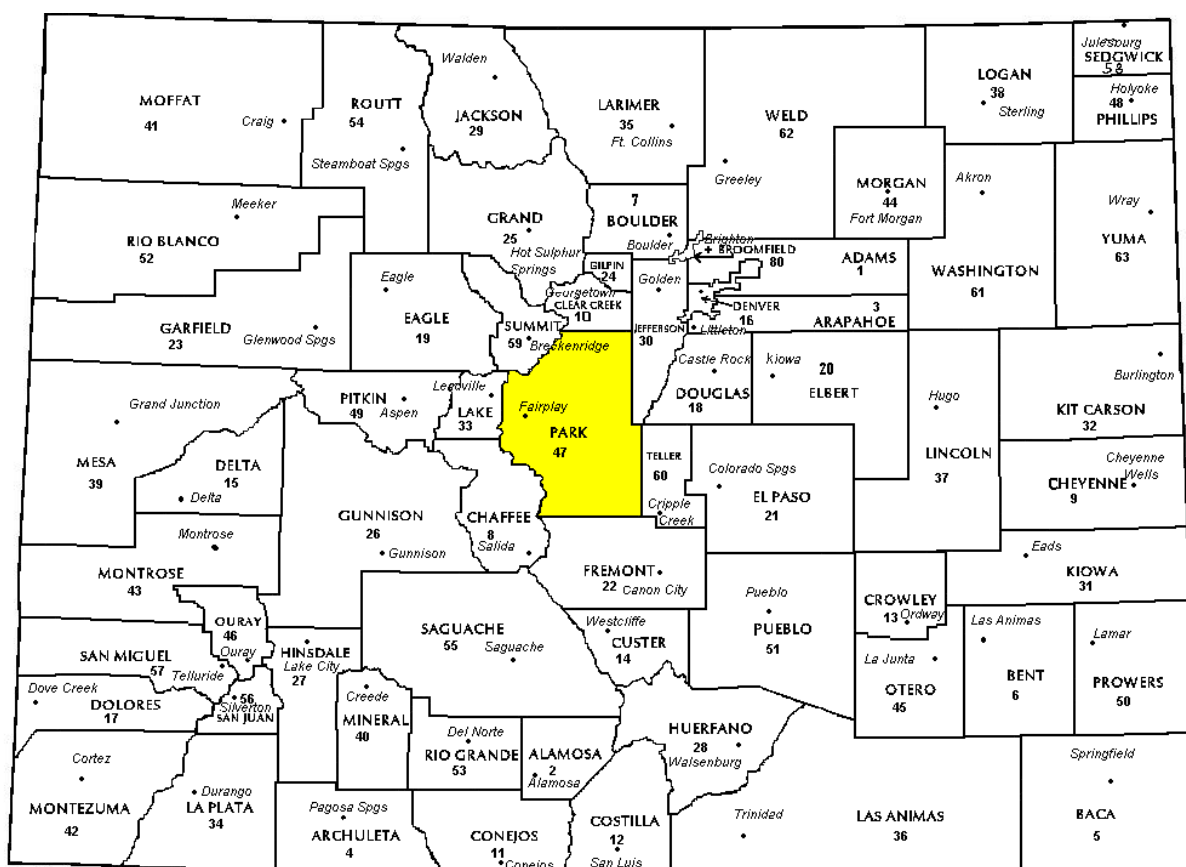 Julesburg
SEDGWICK
58
Walden
LOGAN
38
Sterling
Holyoke
48
PHILLIPS
MOFFAT
41
Craig
ROUTT
54
Steamboat Spgs
JACKSON
29
LARIMER
35
Ft. Collins
WELD
62
Greeley
MORGAN
44
Fort Morgan
Akron
WASHINGTON
61
Wray
YUMA
63
Meeker
RIO BLANCO
52
GRAND
25
Hot Sulphur
Springs
7
BOULDER
Boulder
Brighton
+ BROOMFIELD
80
ADAMS
1
GILPIN
24
Golden
Georgetown
CLEAR CREEK
10
DENVER
16
3
ARAPAHOE
Littleton
JEFFERSON
30
Eagle
EAGLE
19
SUMMIT
59
Breckenridge
GARFIELD
23
Glenwood Spgs
Castle Rock
DOUGLAS
18
Kiowa
20
ELBERT
Burlington
KIT CARSON
32
Hugo
LINCOLN
37
Grand Junction
MESA
39
PITKIN
49
Aspen
Leadville
LAKE
33
Fairplay
PARK
47
TELLER
60
Cripple
Creek
Colorado Spgs
EL PASO
21
Cheyenne
Wells
CHEYENNE
9
DELTA
15
Delta
GUNNISON
26
Gunnison
CHAFFEE
8
Salida
Montrose
MONTROSE
43
FREMONT
22
Canon City
Eads
KIOWA
31
Pueblo
PUEBLO
51
CROWLEY
13
Ordway
OURAY
46
Ouray
SAGUACHE
55
Saguache
Westcliffe
CUSTER
14
Las Animas
BENT
6
Lamar
PROWERS
50
La Junta
OTERO
45
SAN MIGUEL
57
Telluride
HINSDALE
Lake City
27
Dove Creek
DOLORES
17
56
Silverton
SAN JUAN
Creede
MINERAL
40
Del Norte
RIO GRANDE
53
ALAMOSA
2
Alamosa
HUERFANO
28
Walsenburg
Cortez
MONTEZUMA
42
Durango
LA PLATA
34
Pagosa Spgs
ARCHULETA
4
CONEJOS
11
Conejos
COSTILLA
12
San Luis
Trinidad
LAS ANIMAS
36
Springfield
BACA
5